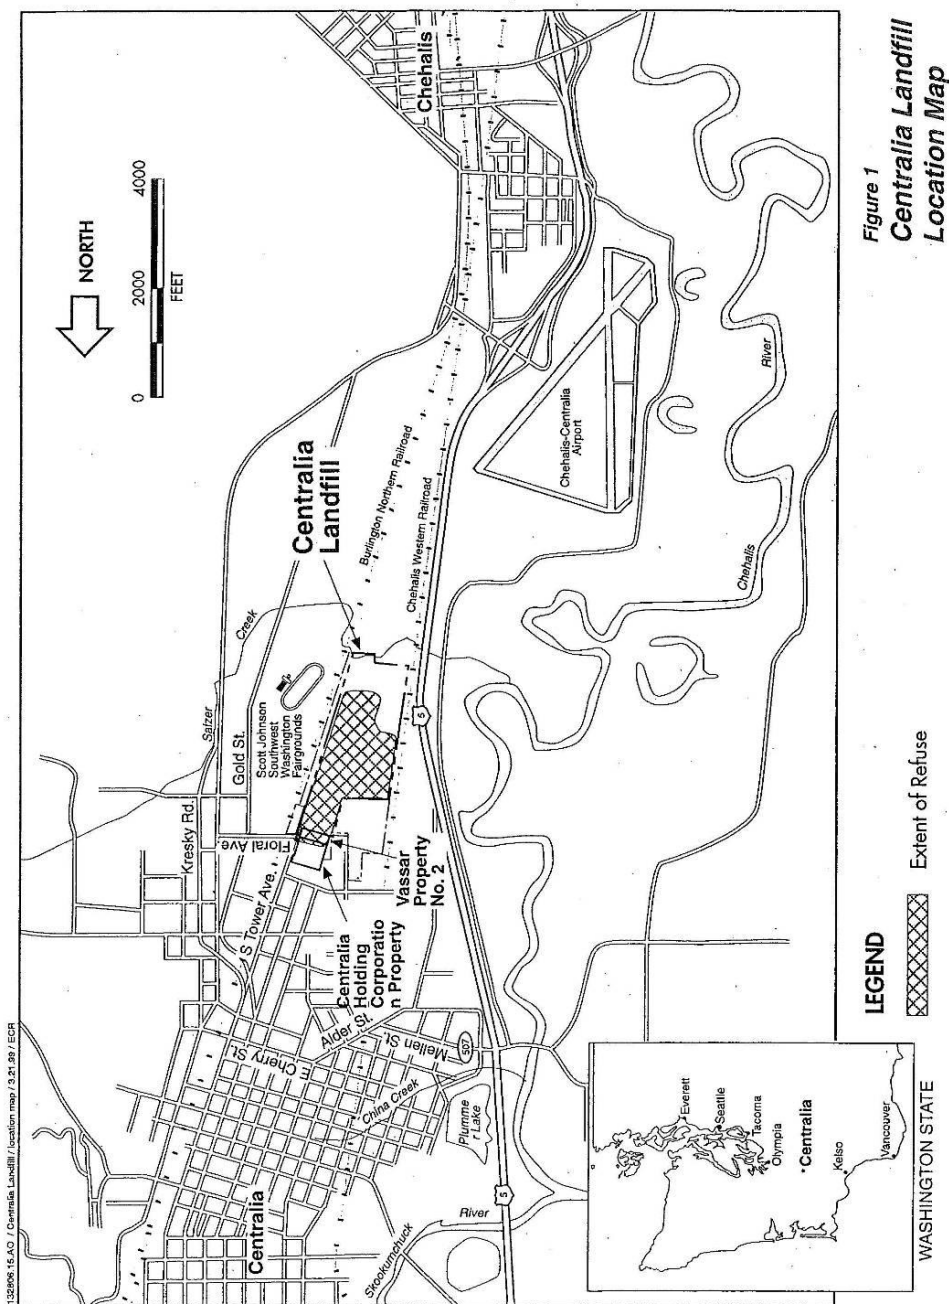 132806.15.AO / Centralia Landfill / location map / 3.21.99 / ECR
NORTH
0
2000
4000
FEET
Chehalis
Centralia
Landfill
Burlington Northern Railroad
Chehalis Western Railroad
Chehalis-Centralia
Airport
River
Chehalis
Creek
Salzer
Gold St.
Scott Johnson
Southwest
Washington
Fairgrounds
Kresky Rd.
Floral Ave.
S Tower Ave.
5
Vassar
Property
No. 2
Centralia
Holding
Corporatio
n Property
Alder St.
Mellen St.
507
E Cherry St.
China Creek
Plumme
r Lake
Centralia
Skookumchuck
River
5
Everett
Seattle
Tacoma
Olympia
Centralia
Kelso
Vancouver
WASHINGTON STATE
LEGEND
Extent of Refuse
Figure 1
Centralia Landfill
Location Map